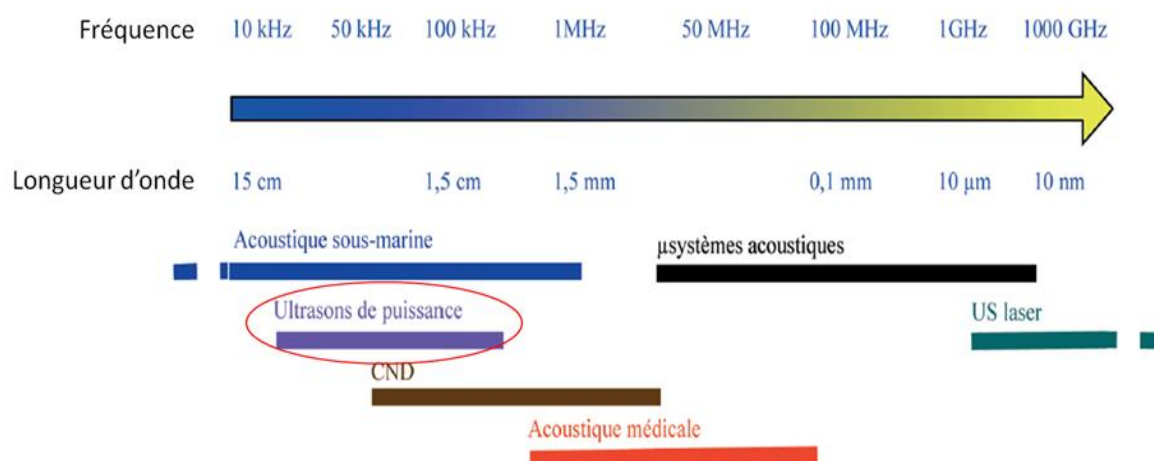 Fréquence 10 kHz 50 kHz 100 kHz 1MHz 50 MHz 100 MHz 1GHz 1000 GHz
Longueur d'onde 15 cm 1,5 cm 1,5 mm 0,1 mm 10 µm 10 nm
Acoustique sous-marine µsystèmes acoustiques
Ultrasons de puissance US laser
CND
Acoustique médicale